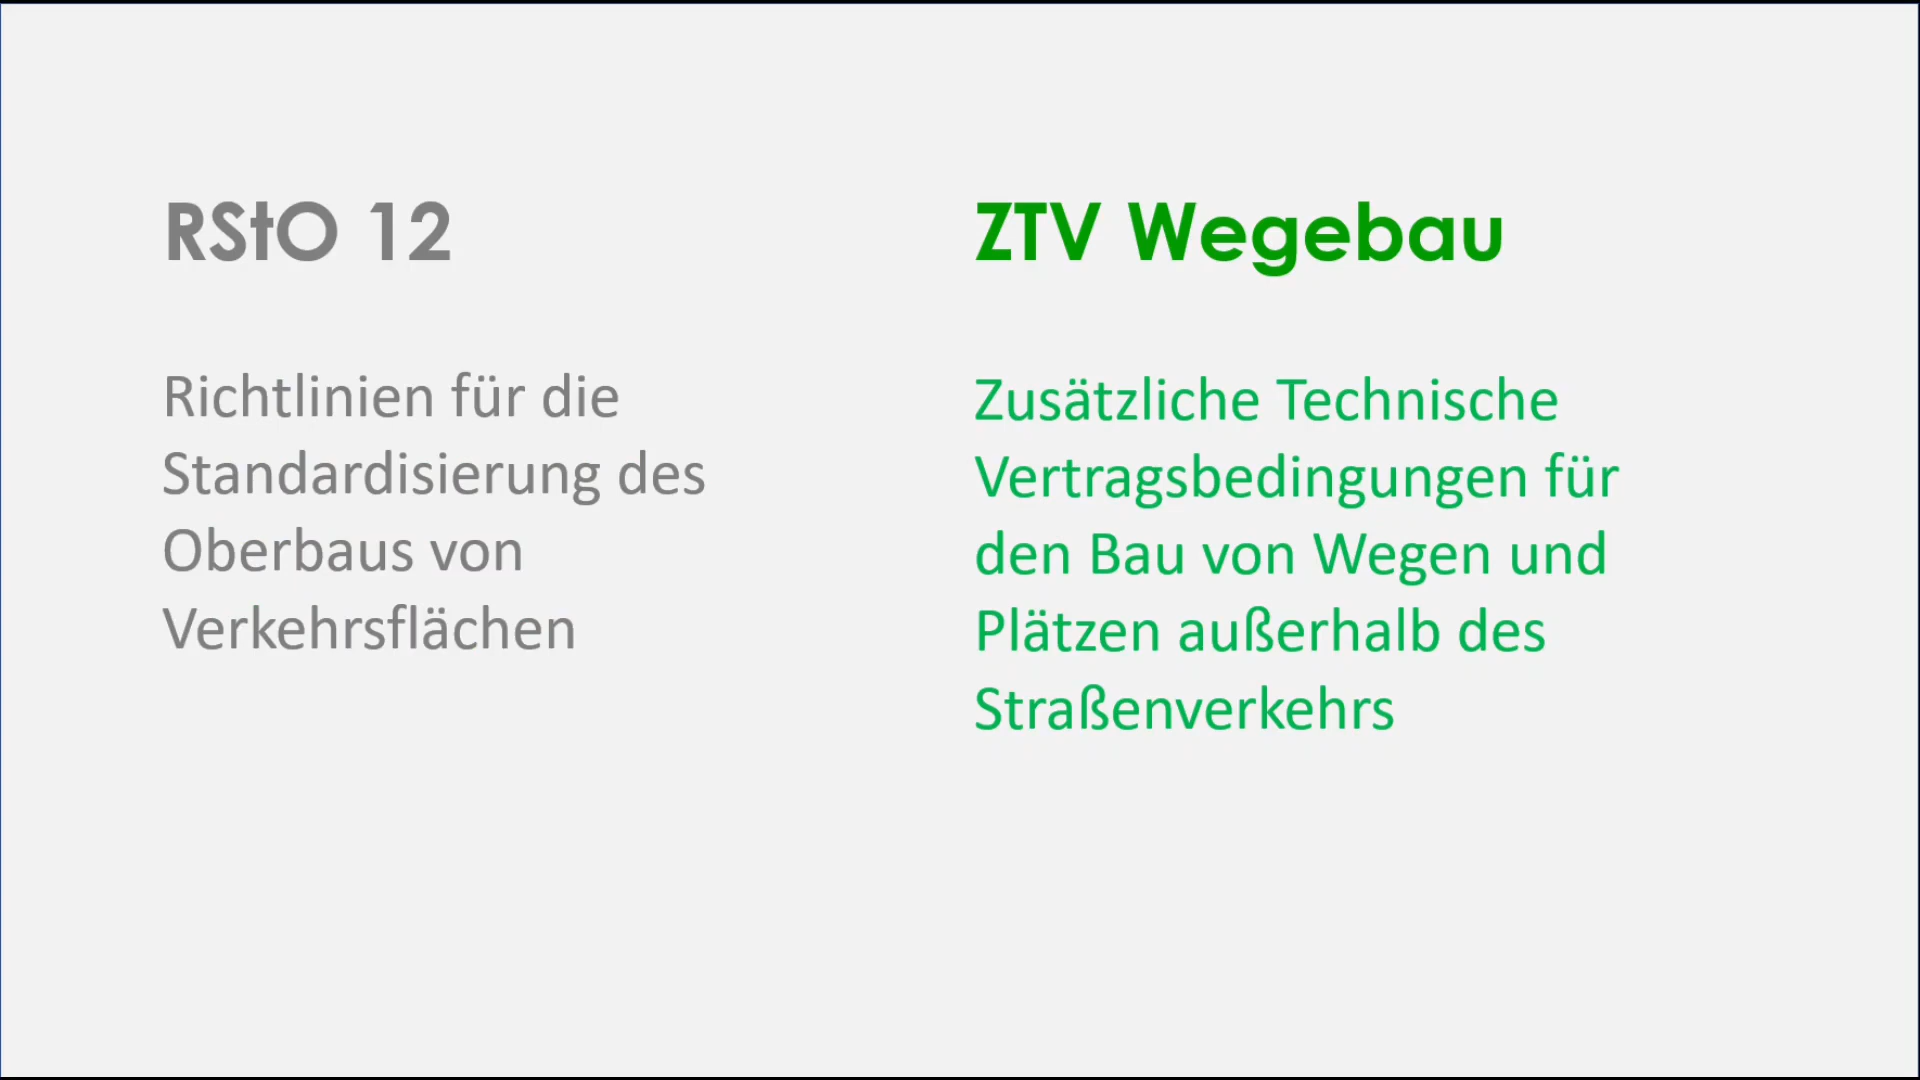 RStO 12
Richtlinien für die
Standardisierung des
Oberbaus von
Verkehrsflächen
ZTV Wegebau
Zusätzliche Technische
Vertragsbedingungen für
den Bau von Wegen und
Plätzen außerhalb des
Straßenverkehrs